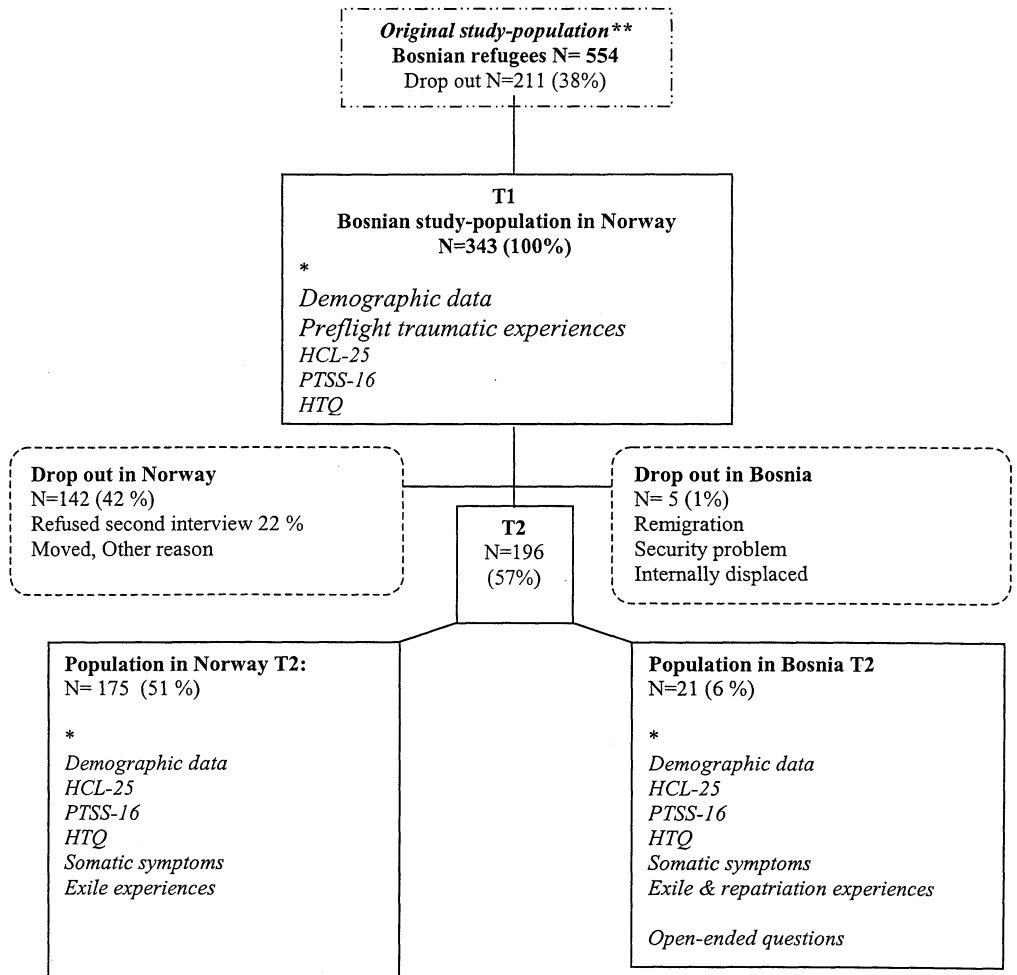 Original study-population**
Bosnian refugees N= 554
Drop out N=211 (38%)
T1
Bosnian study-population in Norway
N=343 (100%)
*
Demographic data
Preflight traumatic experiences
HCL-25
PTSS-16
HTQ
Drop out in Norway
N=142 (42 %)
Refused second interview 22 %
Moved, Other reason
Drop out in Bosnia
N= 5 (1%)
Remigration
Security problem
Internally displaced
T2
N=196
(57%)
Population in Norway T2:
N= 175 (51 %)
*
Demographic data
HCL-25
PTSS-16
HTQ
Somatic symptoms
Exile experiences
Population in Bosnia T2
N=21 (6 %)
*
Demographic data
HCL-25
PTSS-16
HTQ
Somatic symptoms
Exile & repatriation experiences
Open-ended questions